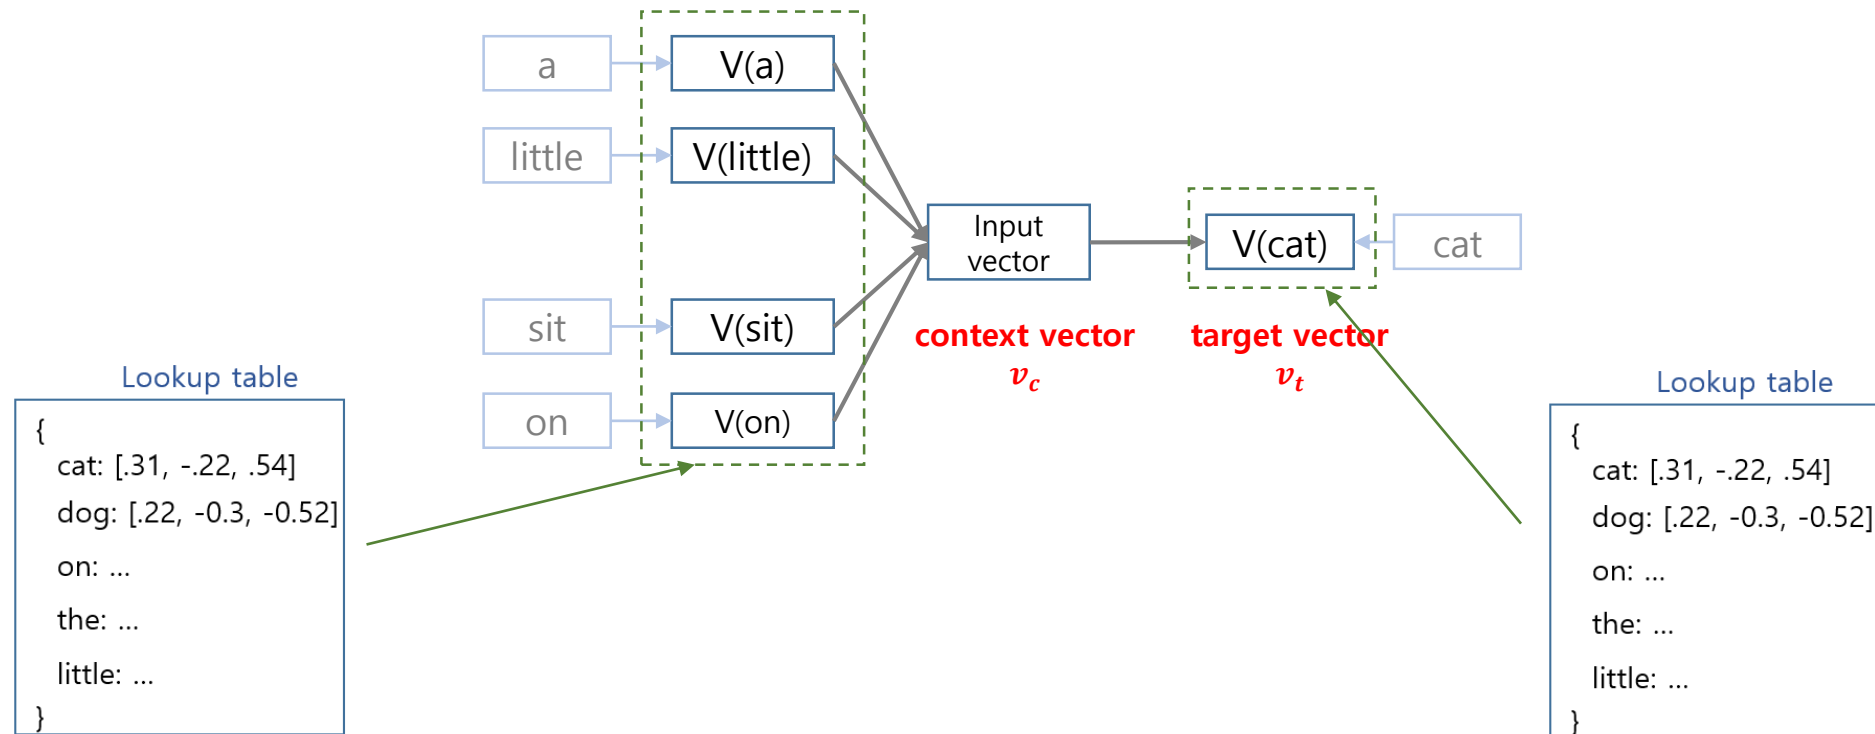 a
V(a)
little
V(little)
Input
vector
V(cat)
cat
sit
V(sit)
context vector
v_c
target vector
v_t
on
V(on)
Lookup table
{
cat: [.31, -.22, .54]
dog: [.22, -0.3, -0.52]
on: ...
the: ...
little: ...
}
Lookup table
{
cat: [.31, -.22, .54]
dog: [.22, -0.3, -0.52]
on: ...
the: ...
little: ...
}